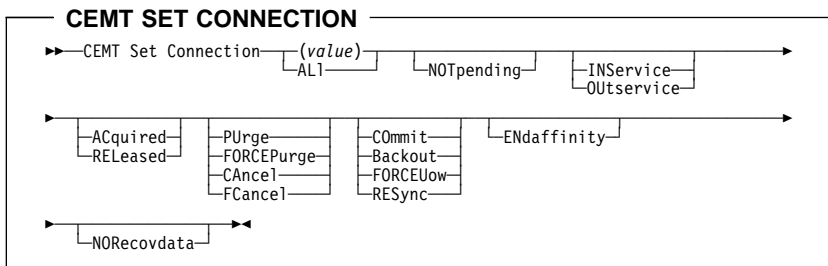 CEMT SET CONNECTION
CEMT Set Connection (value) NOTpending INService
ALl OUtservice
ACquired PUrge COmmit ENdaffinity
RELeased FORCEPurge Backout
CAncel FORCEUow
FCancel RESync
NORecovdata